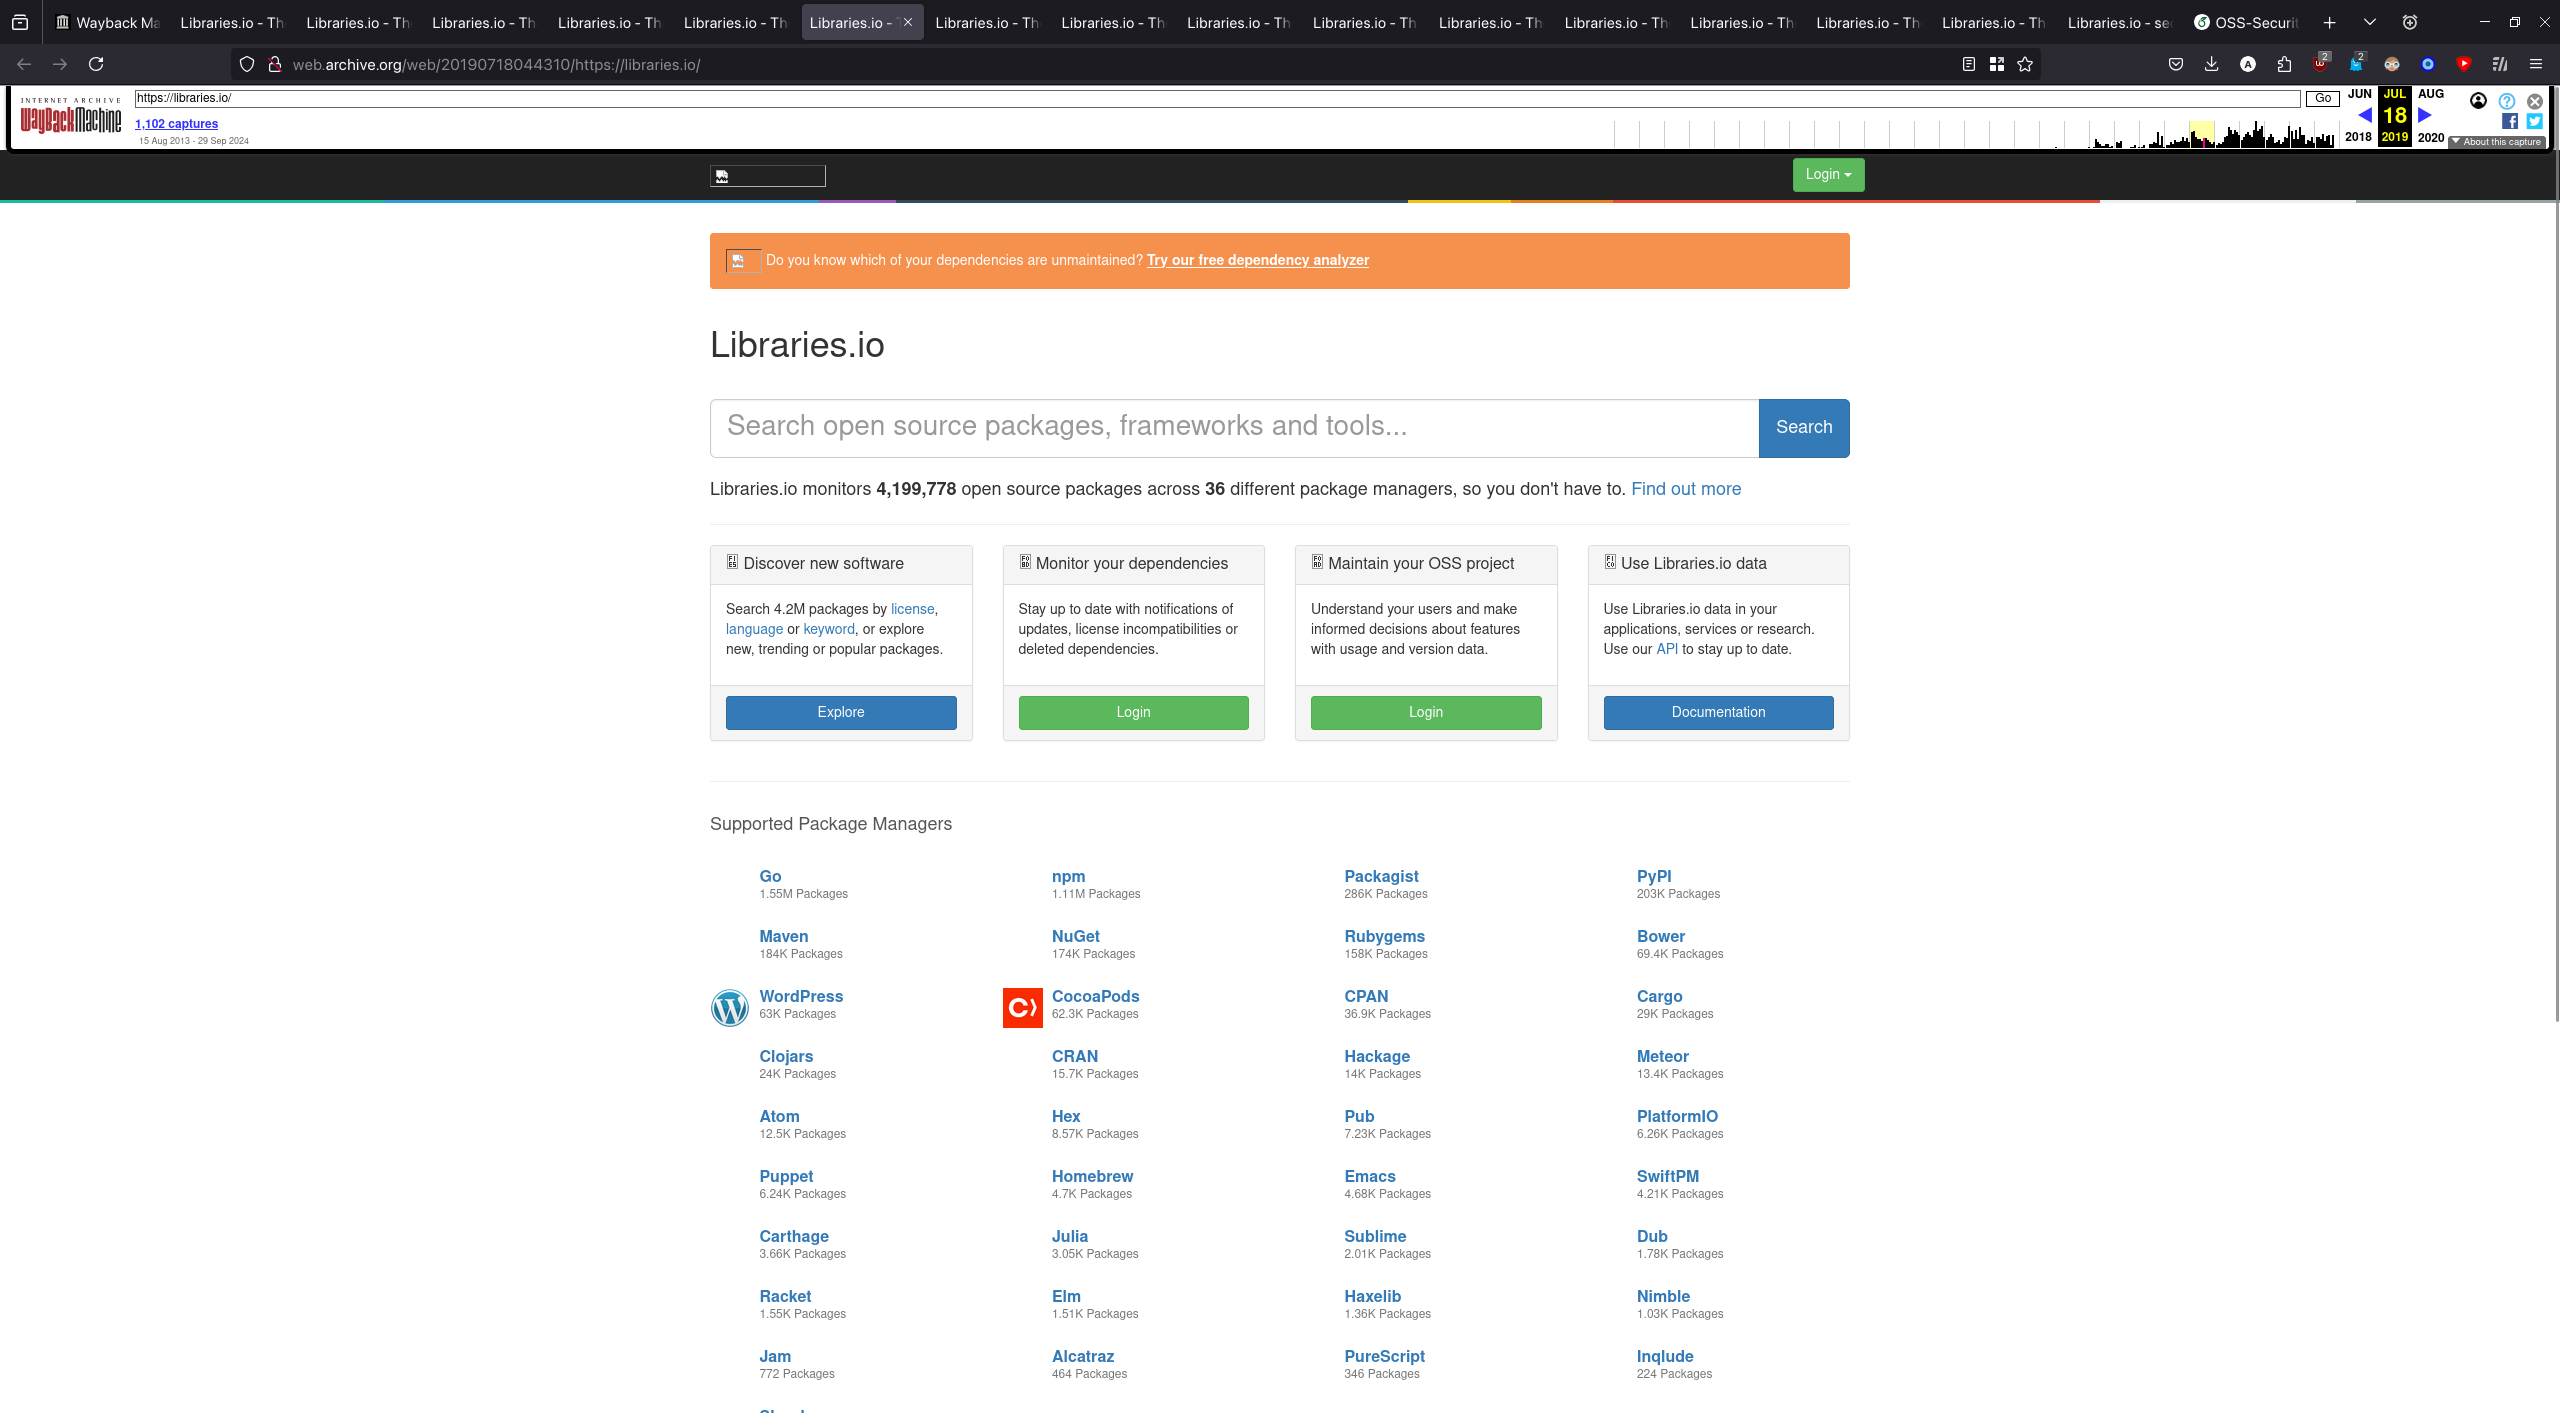 Wayback Ma
Libraries.io - Th
Libraries.io - Th
Libraries.io - Th
Libraries.io - Th
Libraries.io - Th
Libraries.io - T
Libraries.io - Th
Libraries.io - Th
Libraries.io - Th
Libraries.io - Th
Libraries.io - Th
Libraries.io - Th
Libraries.io - Th
Libraries.io - Th
Libraries.io - Th
Libraries.io - se
OSS-Securit
web.archive.org/web/20190718044310/https://libraries.io/
2
2
INTERNET ARCHIVE
WayBackMachine
https://libraries.io/
Go
JUN JUL AUG
1,102 captures
18
15 Aug 2013 - 29 Sep 2024
2018 2019 2020
About this capture
Login
Do you know which of your dependencies are unmaintained? Try our free dependency analyzer
Libraries.io
Search open source packages, frameworks and tools...
Search
Libraries.io monitors 4,199,778 open source packages across 36 different package managers, so you don't have to. Find out more
Discover new software
Search 4.2M packages by license,
language or keyword, or explore
new, trending or popular packages.
Explore
Monitor your dependencies
Stay up to date with notifications of
updates, license incompatibilities or
deleted dependencies.
Login
Maintain your OSS project
Understand your users and make
informed decisions about features
with usage and version data.
Login
Use Libraries.io data
Use Libraries.io data in your
applications, services or research.
Use our API to stay up to date.
Documentation
Supported Package Managers
Go
1.55M Packages
npm
1.11M Packages
Packagist
286K Packages
PyPI
203K Packages
Maven
184K Packages
NuGet
174K Packages
Rubygems
158K Packages
Bower
69.4K Packages
WordPress
63K Packages
CocoaPods
62.3K Packages
CPAN
36.9K Packages
Cargo
29K Packages
Clojars
24K Packages
CRAN
15.7K Packages
Hackage
14K Packages
Meteor
13.4K Packages
Atom
12.5K Packages
Hex
8.57K Packages
Pub
7.23K Packages
PlatformIO
6.26K Packages
Puppet
6.24K Packages
Homebrew
4.7K Packages
Emacs
4.68K Packages
SwiftPM
4.21K Packages
Carthage
3.66K Packages
Julia
3.05K Packages
Sublime
2.01K Packages
Dub
1.78K Packages
Racket
1.55K Packages
Elm
1.51K Packages
Haxelib
1.36K Packages
Nimble
1.03K Packages
Jam
772 Packages
Alcatraz
464 Packages
PureScript
346 Packages
Inqlude
224 Packages